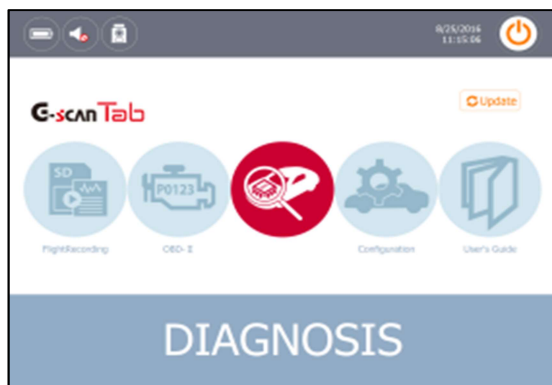 8/25/2016
11:15:06
G-scan Tab
Update
SD
P0123
FlightRecording
OBD-II
Configuration
User's Guide
DIAGNOSIS